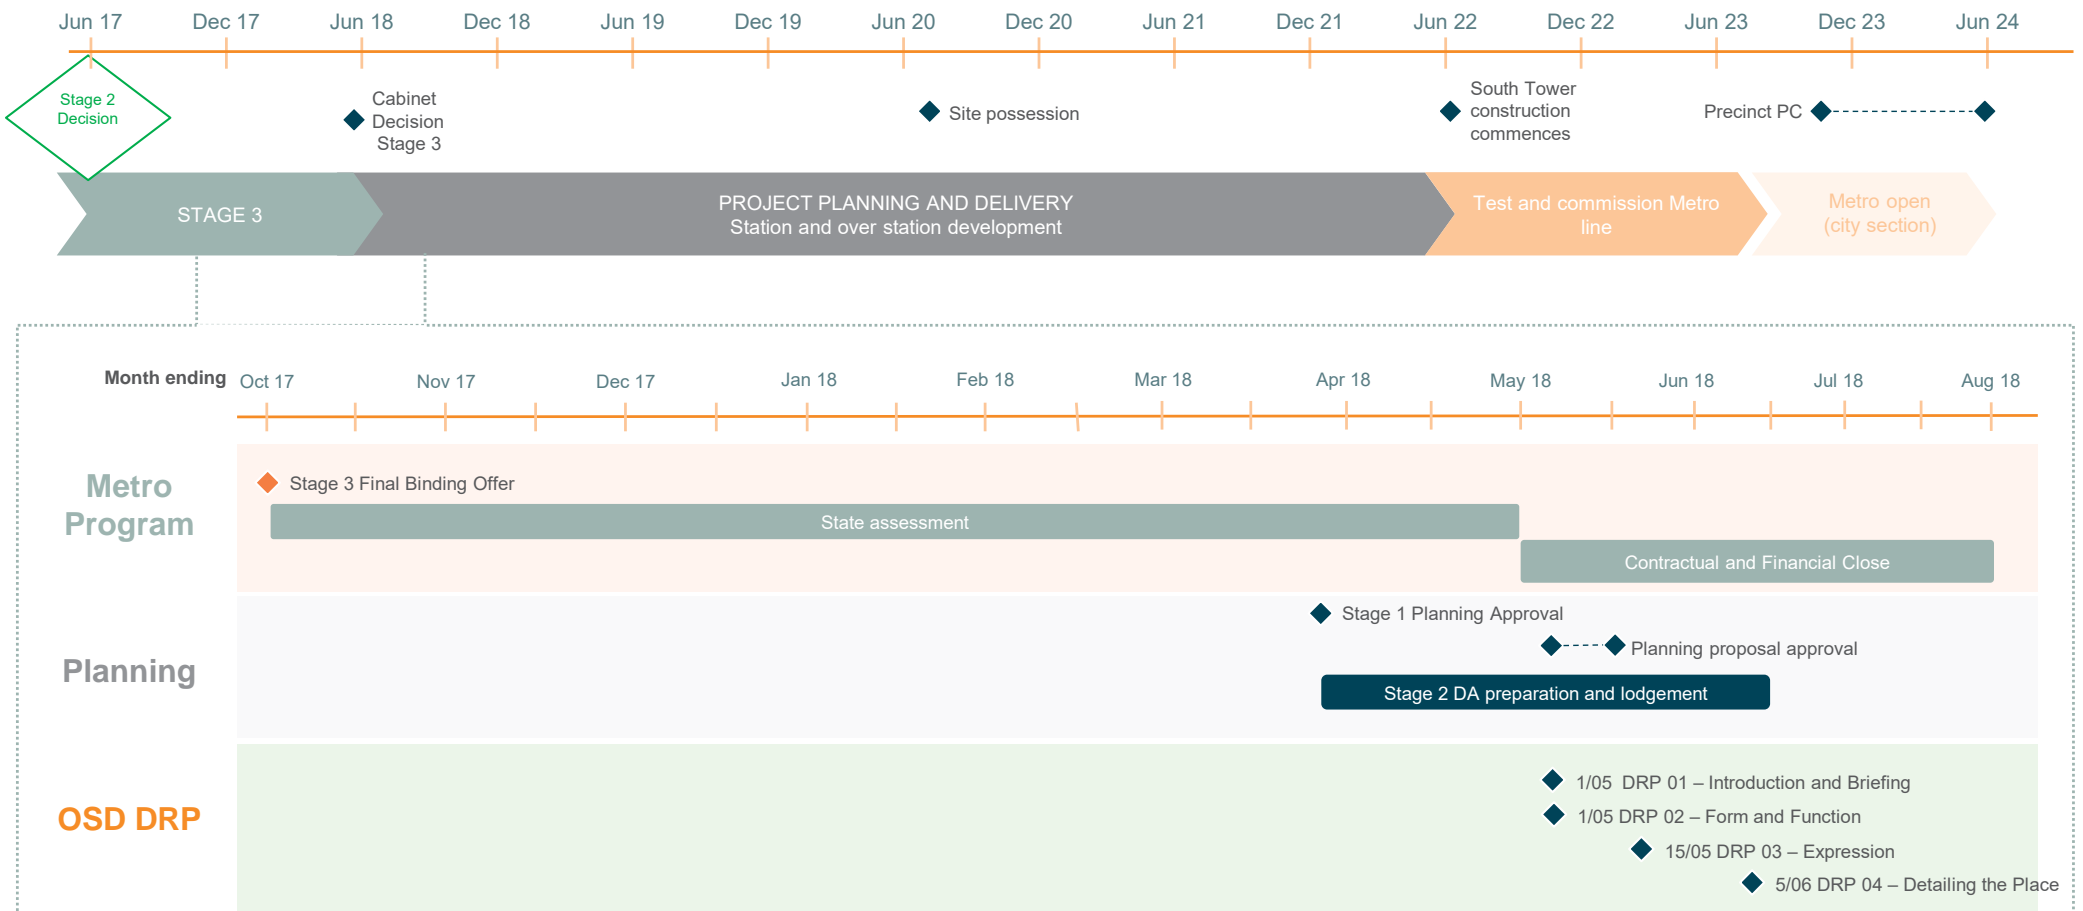 Jun 17 Dec 17 Jun 18 Dec 18 Jun 19 Dec 19 Jun 20 Dec 20 Jun 21 Dec 21 Jun 22 Dec 22 Jun 23 Dec 23 Jun 24
Stage 2
Decision
Cabinet
Decision
Stage 3
Site possession
South Tower
construction
commences
Precinct PC
STAGE 3
PROJECT PLANNING AND DELIVERY
Station and over station development
Test and commission Metro
line
Metro open
(city section)
Month ending Oct 17 Nov 17 Dec 17 Jan 18 Feb 18 Mar 18 Apr 18 May 18 Jun 18 Jul 18 Aug 18
Metro
Program
Stage 3 Final Binding Offer
State assessment
Contractual and Financial Close
Planning
Stage 1 Planning Approval
Planning proposal approval
Stage 2 DA preparation and lodgement
OSD DRP
1/05 DRP 01 – Introduction and Briefing
1/05 DRP 02 – Form and Function
15/05 DRP 03 – Expression
5/06 DRP 04 – Detailing the Place